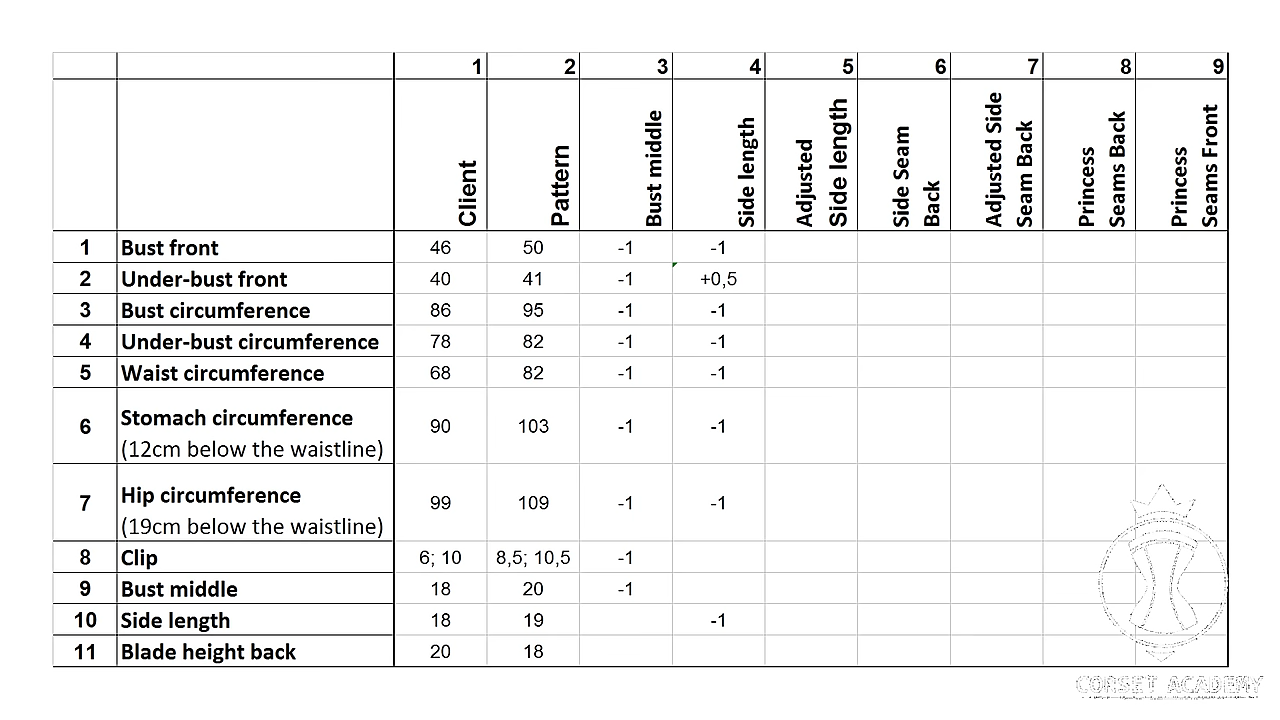 1 2 3 4 5 6 7 8 9
Client Pattern Bust middle Side length Adjusted Side length Side Seam Back Adjusted Side Seam Back Princess Seams Back Princess Seams Front
1 Bust front 46 50 -1 -1
2 Under-bust front 40 41 -1 +0,5
3 Bust circumference 86 95 -1 -1
4 Under-bust circumference 78 82 -1 -1
5 Waist circumference 68 82 -1 -1
6 Stomach circumference 90 103 -1 -1
(12cm below the waistline)
7 Hip circumference 99 109 -1 -1
(19cm below the waistline)
8 Clip 6; 10 8,5; 10,5 -1
9 Bust middle 18 20 -1
10 Side length 18 19 -1
11 Blade height back 20 18
CORSET ACADEMY